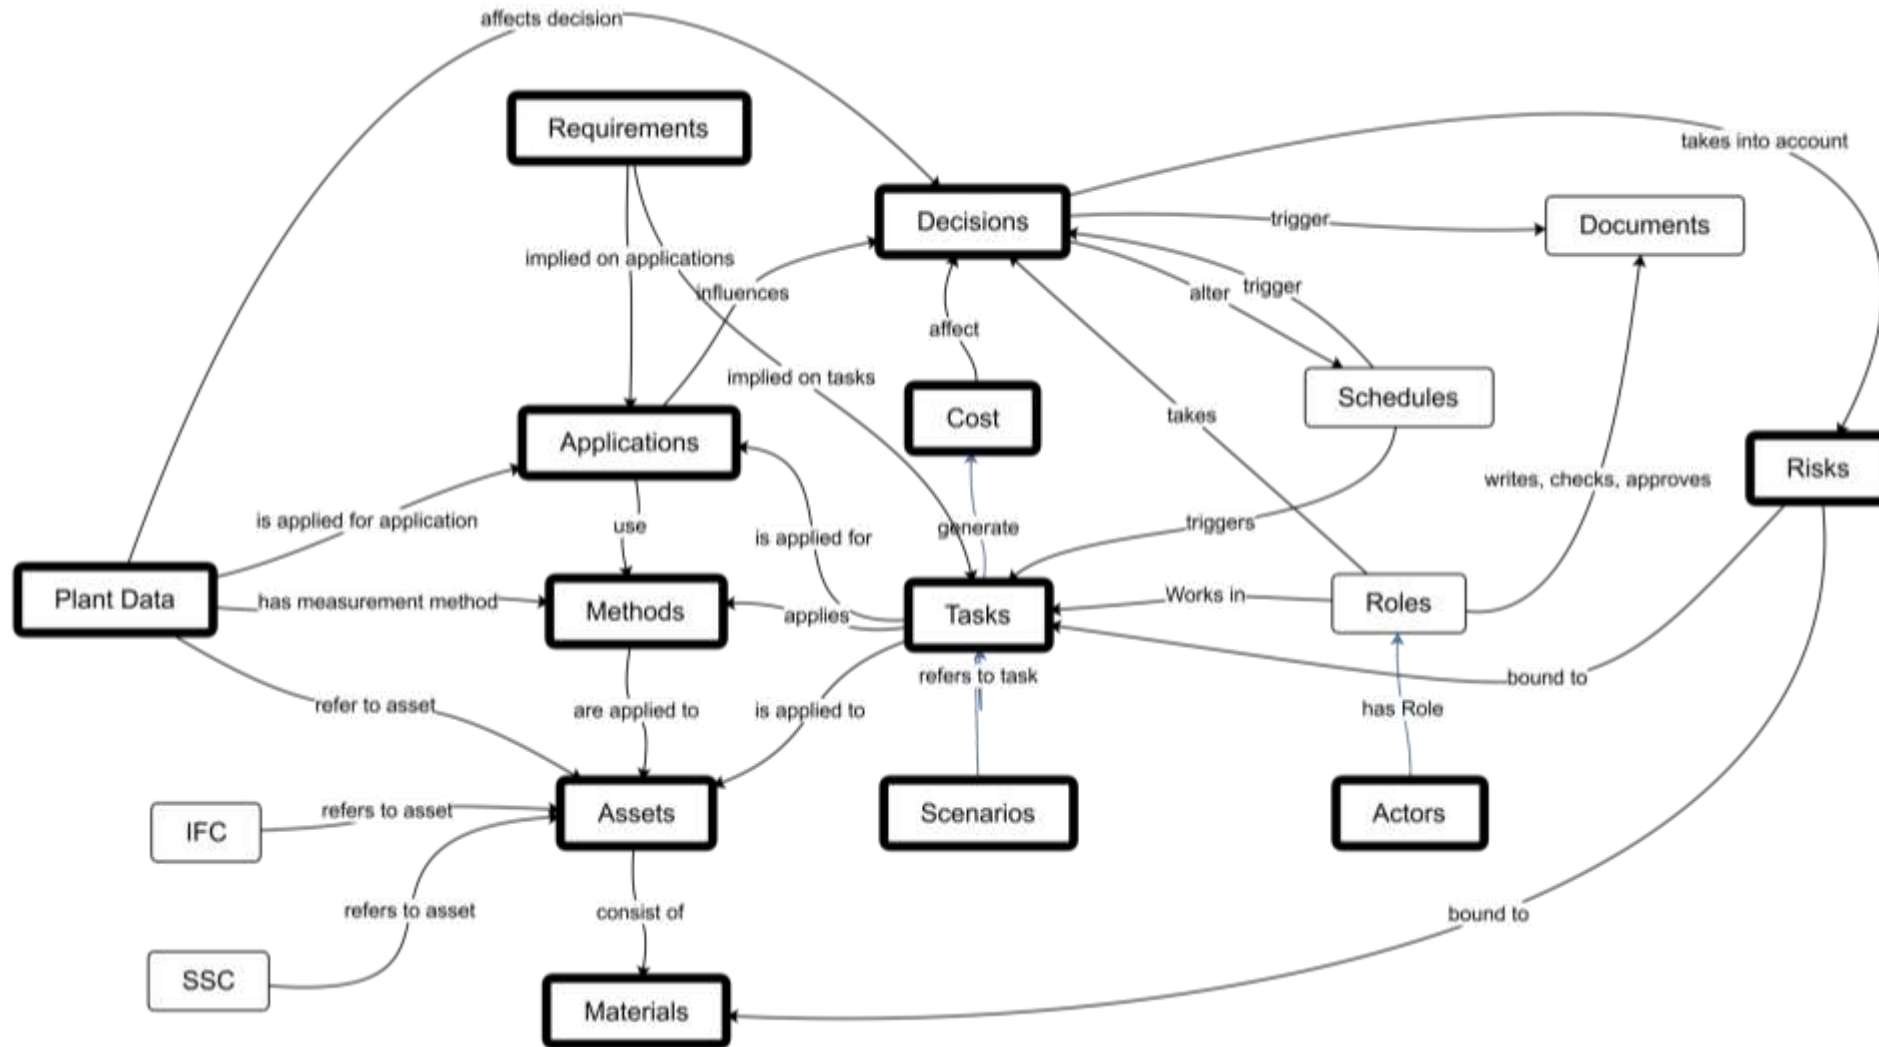 affects decision
Requirements
takes into account
Decisions
trigger
Documents
implied on applications
influences
alter
trigger
affect
implied on tasks
Schedules
Cost
takes
Applications
Risks
writes, checks, approves
is applied for application
use
generate
triggers
is applied for
Plant Data
has measurement method
Methods
applies
Tasks
Works in
Roles
refers to task
bound to
refer to asset
are applied to
is applied to
has Role
IFC
refers to asset
Assets
Scenarios
Actors
refers to asset
consist of
bound to
SSC
Materials